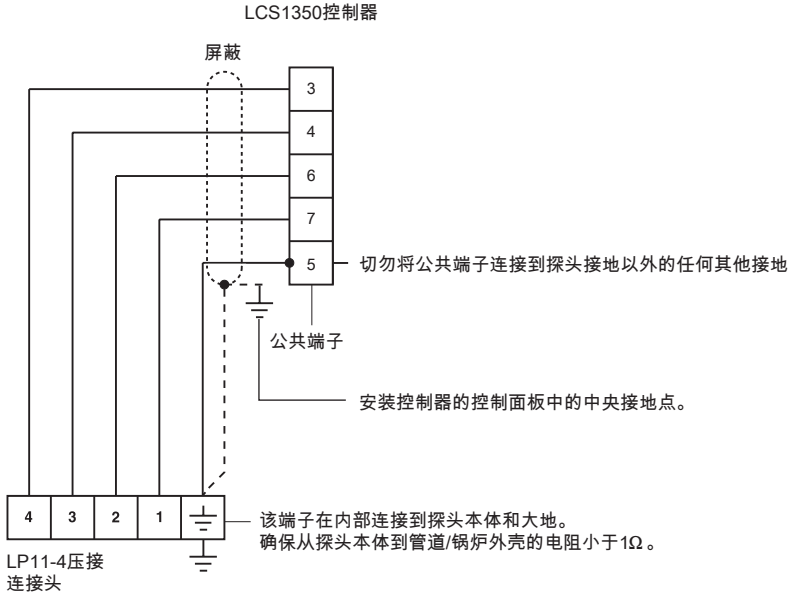 LCS1350控制器
屏蔽
3
4
6
7
5
切勿将公共端子连接到探头接地以外的任何其他接地
公共端子
安装控制器的控制面板中的中央接地点。
4 3 2 1
该端子在内部连接到探头本体和大地。
确保从探头本体到管道/锅炉外壳的电阻小于1Ω。
LP11-4压接
连接头